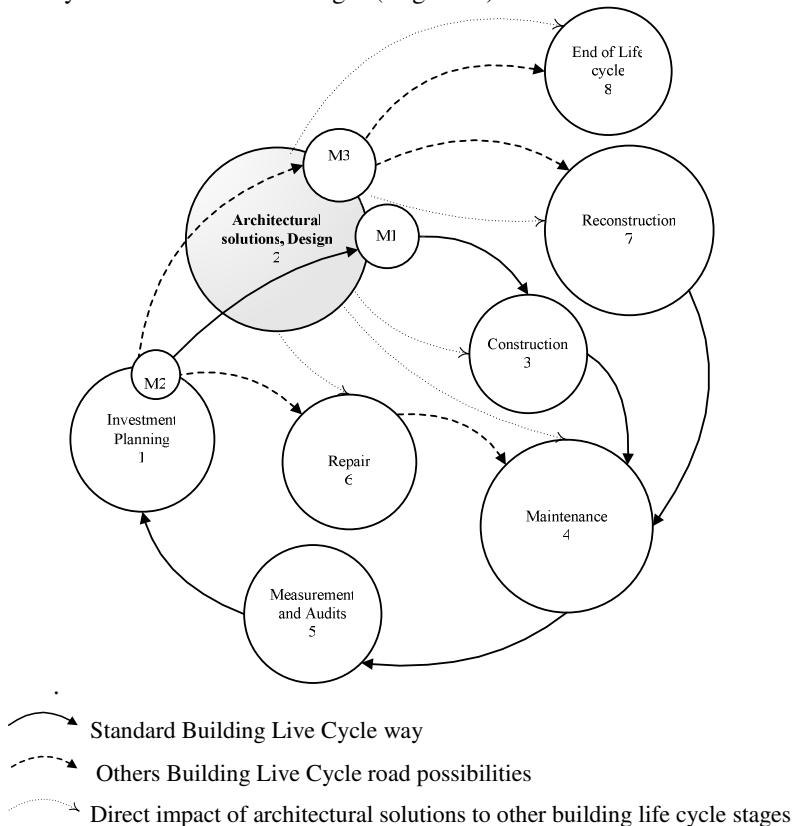 End of Life
cycle
8
M3
Architectural
solutions, Design
2
M1
Reconstruction
7
Construction
3
M2
Investment
Planning
1
Repair
6
Maintenance
4
Measurement
and Audits
5
.
Standard Building Live Cycle way
Others Building Live Cycle road possibilities
Direct impact of architectural solutions to other building life cycle stages